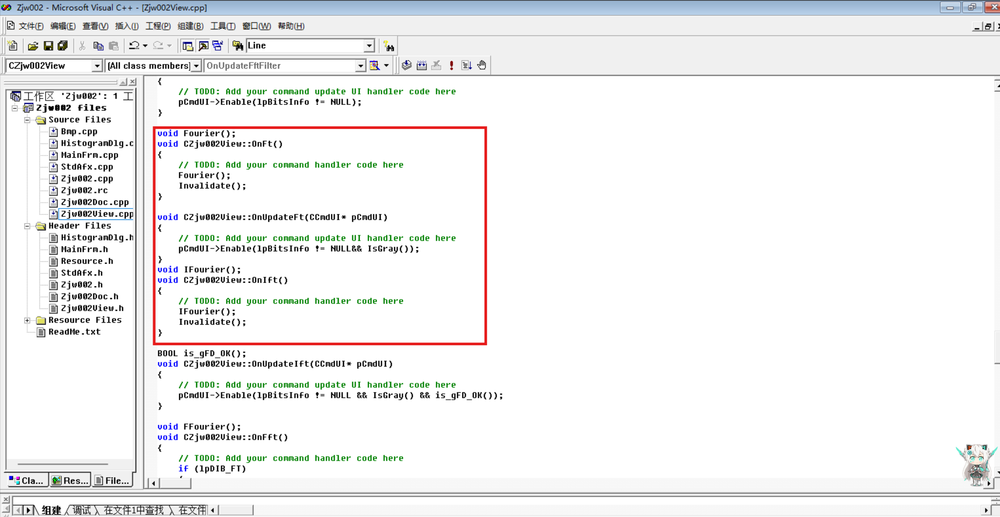 Zjw002 - Microsoft Visual C++ - [Zjw002View.cpp]
文件(F) 编辑(E) 查看(V) 插入(I) 工程(P) 组建(B) 工具(T) 窗口(W) 帮助(H)
Line
CZjw002View
(All class members)
OnUpdateFftFilter
工作区 'Zjw002': 1 工
Zjw002 files
Source Files
Bmp.cpp
HistogramDlg.c
MainFrm.cpp
StdAfx.cpp
Zjw002.cpp
Zjw002.rc
Zjw002Doc.cpp
Zjw002View.cpp
Header Files
HistogramDlg.h
MainFrm.h
Resource.h
StdAfx.h
Zjw002.h
Zjw002Doc.h
Zjw002View.h
Resource Files
ReadMe.txt
Cla...
Res...
File...
{
// TODO: Add your command update UI handler code here
pCmdUI->Enable(lpBitsInfo != NULL);
}
void Fourier();
void CZjw002View::OnFt()
{
// TODO: Add your command handler code here
Fourier();
Invalidate();
}
void CZjw002View::OnUpdateFt(CCmdUI* pCmdUI)
{
// TODO: Add your command update UI handler code here
pCmdUI->Enable(lpBitsInfo != NULL&& IsGray());
}
void IFourier();
void CZjw002View::OnIft()
{
// TODO: Add your command handler code here
IFourier();
Invalidate();
}
BOOL is_gFD_OK();
void CZjw002View::OnUpdateIft(CCmdUI* pCmdUI)
{
// TODO: Add your command update UI handler code here
pCmdUI->Enable(lpBitsInfo != NULL && IsGray() && is_gFD_OK());
}
void FFourier();
void CZjw002View::OnFft()
{
// TODO: Add your command handler code here
if (lpDIB_FT)
组建 调试 在文件1中查找 在文件